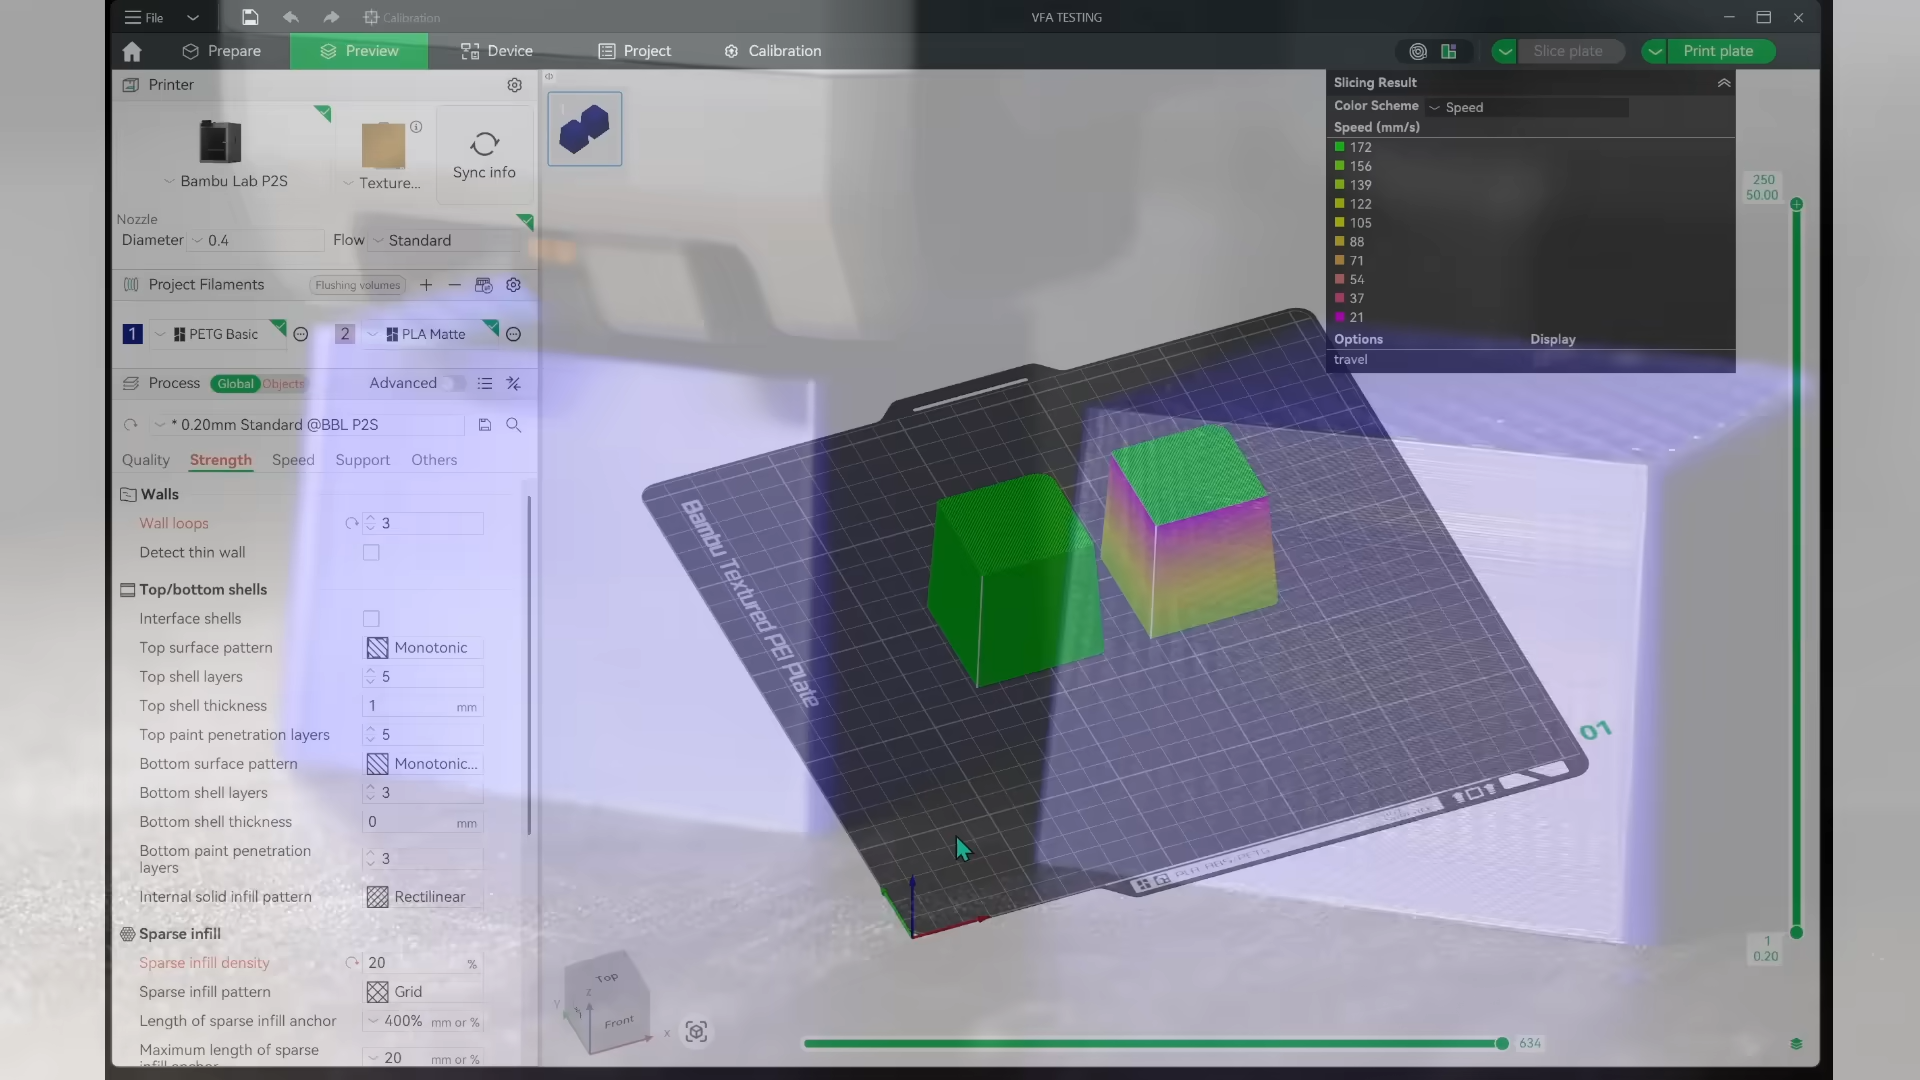 File
Calibration
VFA TESTING
Prepare
Preview
Device
Project
Calibration
Slice plate
Print plate
Printer
Bambu Lab P2S
Texture...
Sync info
Nozzle
Diameter
0.4
Flow
Standard
Project Filaments
Flushing volumes
1
PETG Basic
2
PLA Matte
Process
Global
Objects
Advanced
* 0.20mm Standard @BBL P2S
Quality
Strength
Speed
Support
Others
Walls
Wall loops
3
Detect thin wall
Top/bottom shells
Interface shells
Top surface pattern
Monotonic
Top shell layers
5
Top shell thickness
1 mm
Top paint penetration layers
5
Bottom surface pattern
Monotonic...
Bottom shell layers
3
Bottom shell thickness
0 mm
Bottom paint penetration
layers
3
Internal solid infill pattern
Rectilinear
Sparse infill
Sparse infill density
20 %
Sparse infill pattern
Grid
Length of sparse infill anchor
400% mm or %
Maximum length of sparse
20 mm or %
Slicing Result
Color Scheme
Speed
Speed (mm/s)
172
156
139
122
105
88
71
54
37
21
Options
Display
travel
250
50.00
Bambu Textured PEI Plate
01
1
0.20
Top
Front
Z
Y
X
634